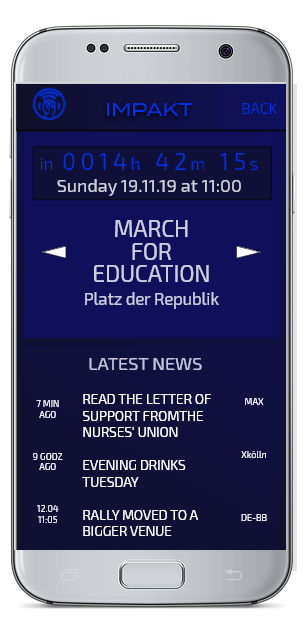 IMPAKT
BACK
in 0014h 42m 15s
Sunday 19.11.19 at 11:00
MARCH
FOR
EDUCATION
Platz der Republik
LATEST NEWS
7 MIN
AGO
READ THE LETTER OF
SUPPORT FROMTHE
NURSES' UNION
MAX
9 GODZ
AGO
EVENING DRINKS
TUESDAY
Xkölln
12.04
11:05
RALLY MOVED TO A
BIGGER VENUE
DE-BB